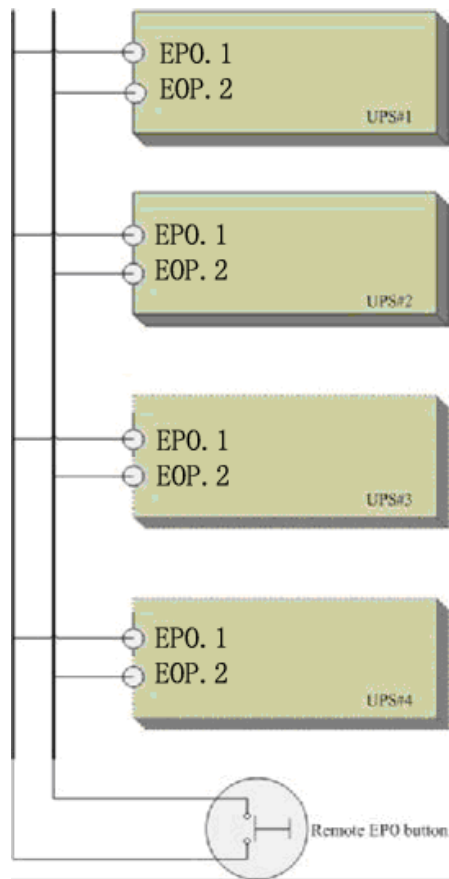 EPO. 1
EOP. 2
UPS#1
EPO. 1
EOP. 2
UPS#2
EPO. 1
EOP. 2
UPS#3
EPO. 1
EOP. 2
UPS#4
Remote EPO button